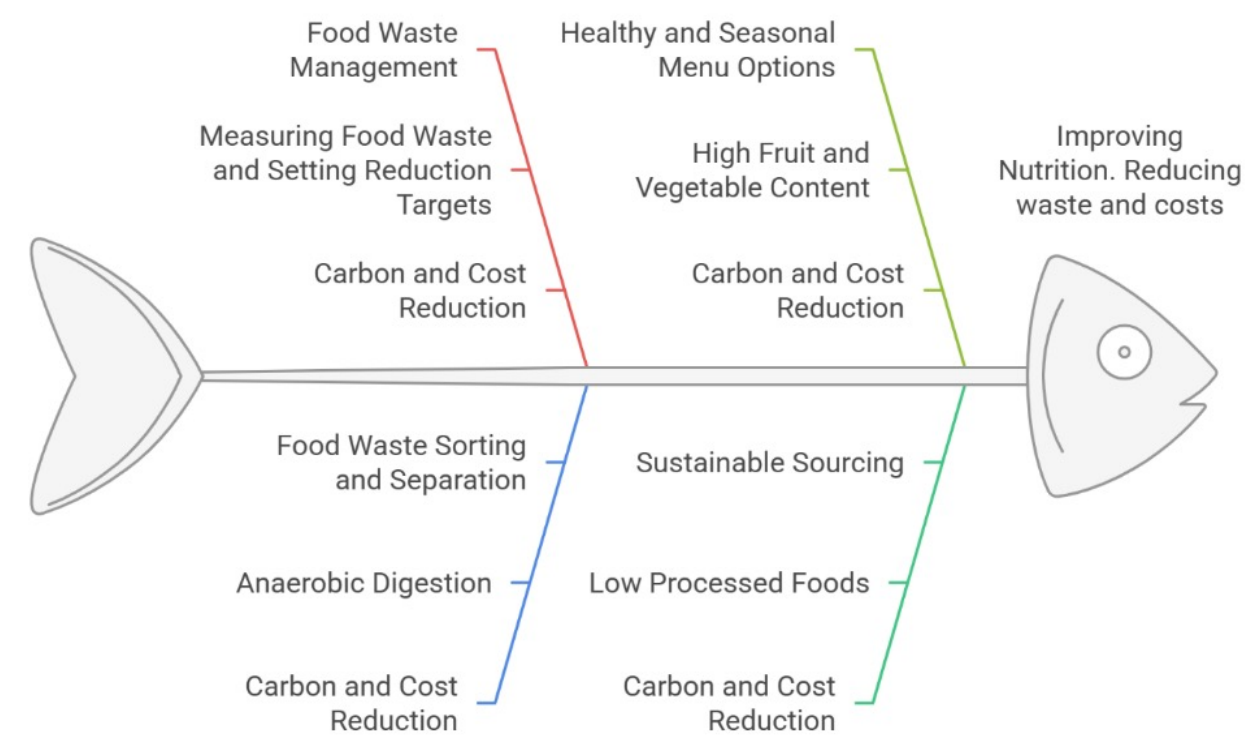 Food Waste
Management
Measuring Food Waste
and Setting Reduction
Targets
Carbon and Cost
Reduction
Healthy and Seasonal
Menu Options
High Fruit and
Vegetable Content
Carbon and Cost
Reduction
Improving
Nutrition. Reducing
waste and costs
Food Waste Sorting
and Separation
Anaerobic Digestion
Carbon and Cost
Reduction
Sustainable Sourcing
Low Processed Foods
Carbon and Cost
Reduction